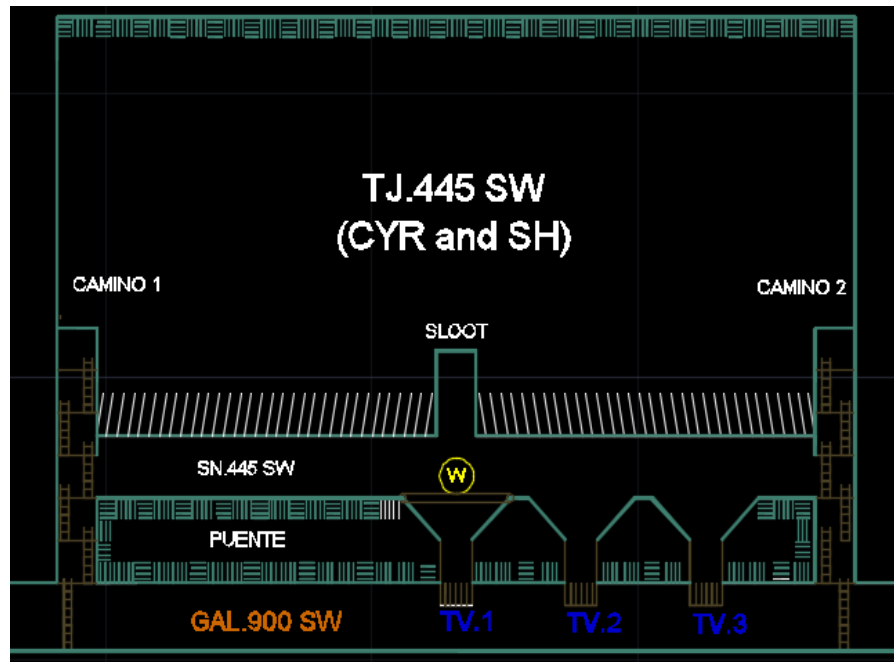 TJ.445 SW
(CYR and SH)
CAMINO 1
CAMINO 2
SLOOT
SN.445 SW
W
PUENTE
GAL.900 SW
TV.1
TV.2
TV.3